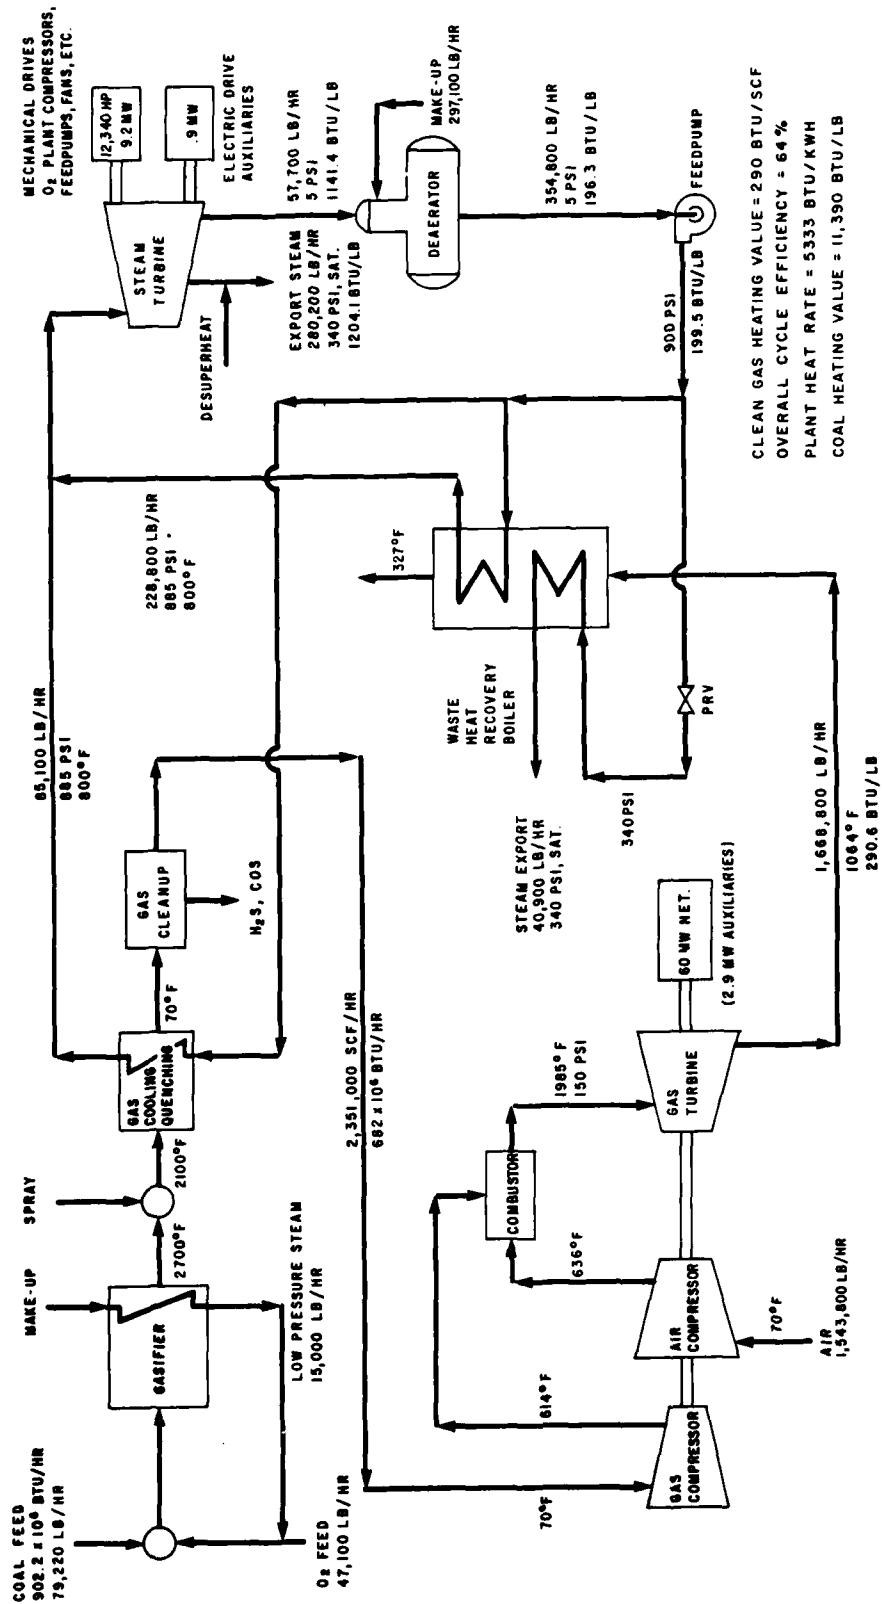 COAL FEED
902.2 x 10⁶ BTU/HR
79,220 LB/HR
MAKE-UP
SPRAY
GASIFIER
2700°F
2100°F
GAS
COOLING
QUENCHING
70°F
GAS
CLEANUP
H₂S, COS
LOW PRESSURE STEAM
15,000 LB/HR
O₂ FEED
47,100 LB/HR
85,100 LB/HR
885 PSI
800°F
228,800 LB/HR
885 PSI
800°F
MECHANICAL DRIVES
O₂ PLANT COMPRESSORS,
FEEDPUMPS, FANS, ETC.
12,340 HP
9.2 MW
.9 MW
ELECTRIC DRIVE
AUXILIARIES
STEAM
TURBINE
DESUPERHEAT
EXPORT STEAM
280,200 LB/HR
340 PSI, SAT.
1204.1 BTU/LB
57,700 LB/HR
5 PSI
1141.4 BTU/LB
MAKE-UP
297,100 LB/HR
DEAERATOR
354,800 LB/HR
5 PSI
196.3 BTU/LB
FEEDPUMP
900 PSI
199.5 BTU/LB
327°F
WASTE
HEAT
RECOVERY
BOILER
STEAM EXPORT
40,900 LB/HR
340 PSI, SAT.
340 PSI
PRV
2,351,000 SCF/HR
682 x 10⁶ BTU/HR
70°F
GAS
COMPRESSOR
614°F
COMBUSTOR
636°F
AIR
COMPRESSOR
70°F
AIR
1,543,800 LB/HR
1985°F
150 PSI
GAS
TURBINE
60 MW NET.
(2.9 MW AUXILIARIES)
1,668,800 LB/HR
1064°F
290.6 BTU/LB
CLEAN GAS HEATING VALUE = 290 BTU/SCF
OVERALL CYCLE EFFICIENCY = 64%
PLANT HEAT RATE = 5333 BTU/KWH
COAL HEATING VALUE = 11,390 BTU/LB